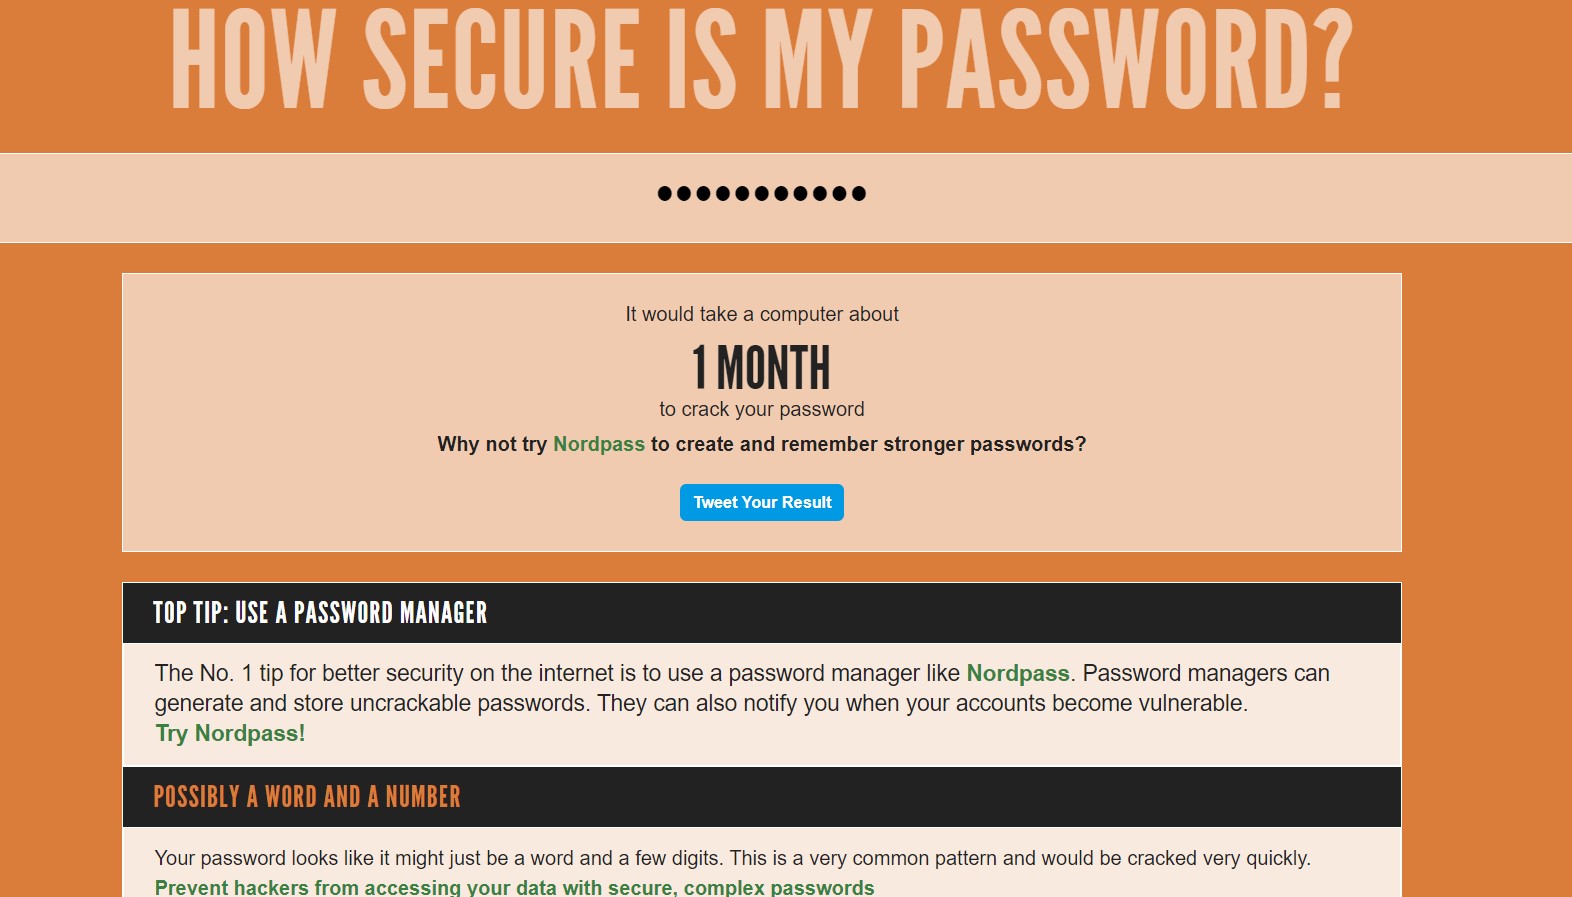 HOW SECURE IS MY PASSWORD?
•••••••••••
It would take a computer about
1 MONTH
to crack your password
Why not try Nordpass to create and remember stronger passwords?
Tweet Your Result
TOP TIP: USE A PASSWORD MANAGER
The No. 1 tip for better security on the internet is to use a password manager like Nordpass. Password managers can
generate and store uncrackable passwords. They can also notify you when your accounts become vulnerable.
Try Nordpass!
POSSIBLY A WORD AND A NUMBER
Your password looks like it might just be a word and a few digits. This is a very common pattern and would be cracked very quickly.
Prevent hackers from accessing your data with secure, complex passwords